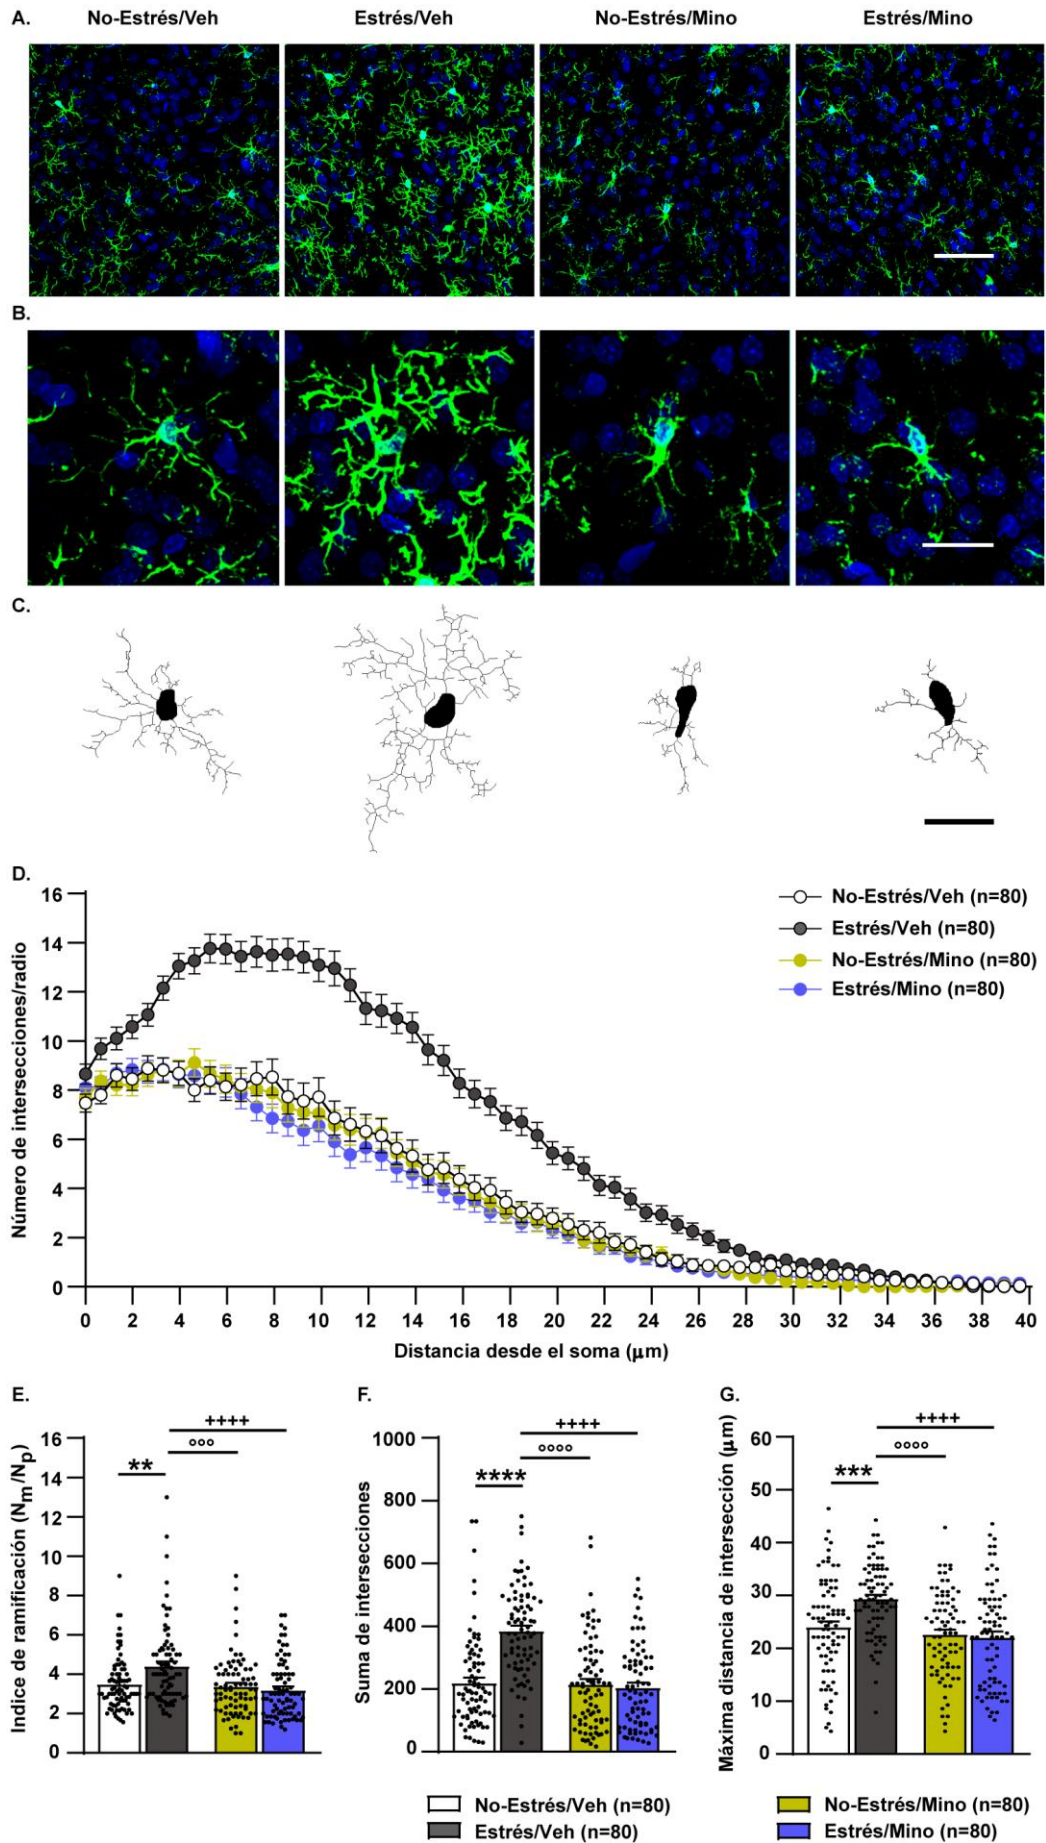 A.
No-Estrés/Veh
Estrés/Veh
No-Estrés/Mino
Estrés/Mino
B.
C.
D.
Número de intersecciones/radio
16
14
12
10
8
6
4
2
0
No-Estrés/Veh (n=80)
Estrés/Veh (n=80)
No-Estrés/Mino (n=80)
Estrés/Mino (n=80)
0 2 4 6 8 10 12 14 16 18 20 22 24 26 28 30 32 34 36 38 40
Distancia desde el soma (μm)
E.
Indice de ramificación (Nm/Np)
16
14
12
10
8
6
4
2
0
**
°°°
++++
F.
Suma de intersecciones
1000
800
600
400
200
0
****
°°°°
++++
G.
Máxima distancia de intersección (μm)
60
50
40
30
20
10
0
***
°°°°
++++
No-Estrés/Veh (n=80)
Estrés/Veh (n=80)
No-Estrés/Mino (n=80)
Estrés/Mino (n=80)